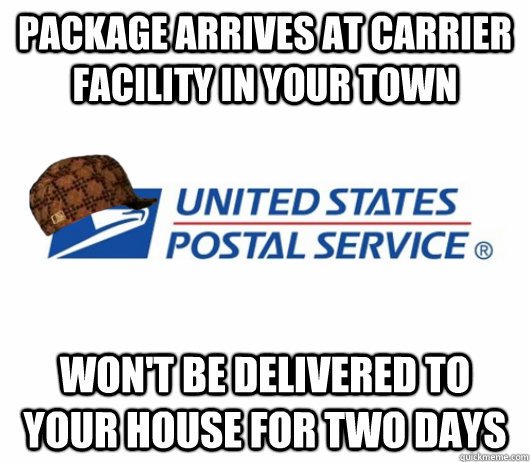 PACKAGE ARRIVES AT CARRIER
FACILITY IN YOUR TOWN
UNITED STATES
POSTAL SERVICE ®
WON'T BE DELIVERED TO
YOUR HOUSE FOR TWO DAYS
quickmeme.com